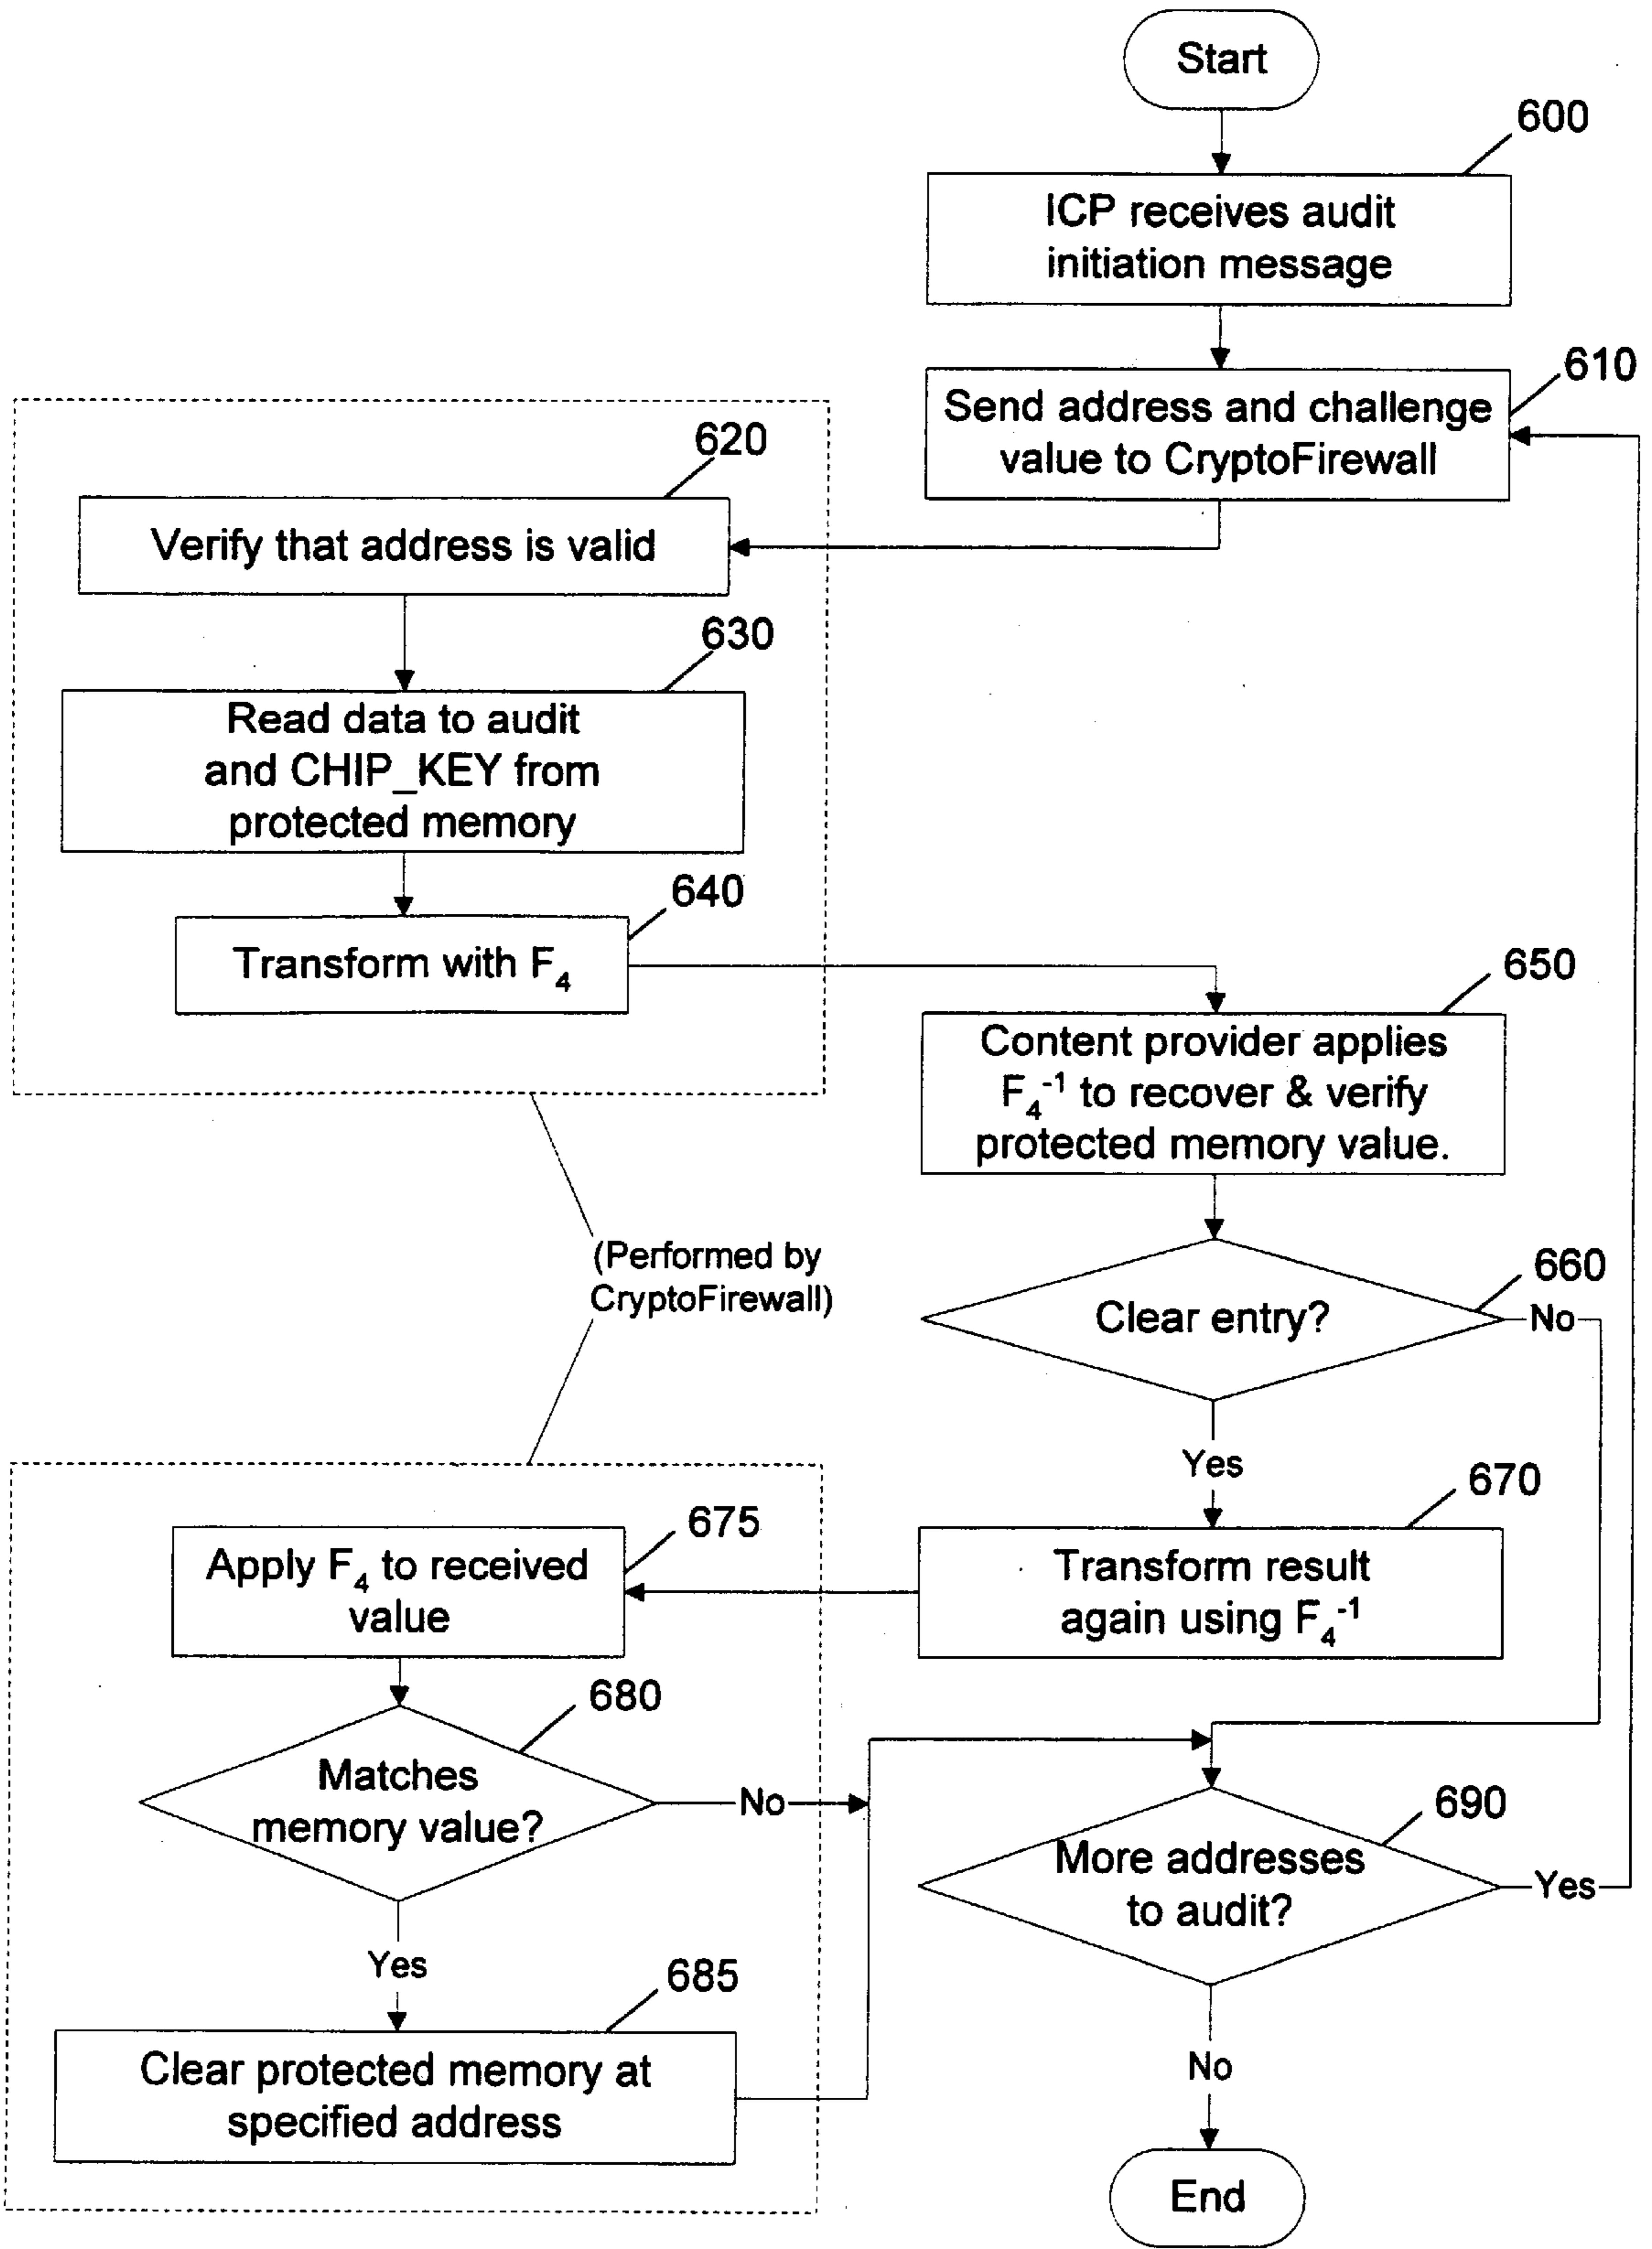 Start
600
ICP receives audit
initiation message
610
Send address and challenge
value to CryptoFirewall
620
Verify that address is valid
630
Read data to audit
and CHIP_KEY from
protected memory
640
Transform with F4
650
Content provider applies
F4-1 to recover & verify
protected memory value.
(Performed by
CryptoFirewall)
660
Clear entry?
No
Yes
670
Transform result
again using F4-1
675
Apply F4 to received
value
680
Matches
memory value?
No
Yes
685
Clear protected memory at
specified address
690
More addresses
to audit?
Yes
No
End